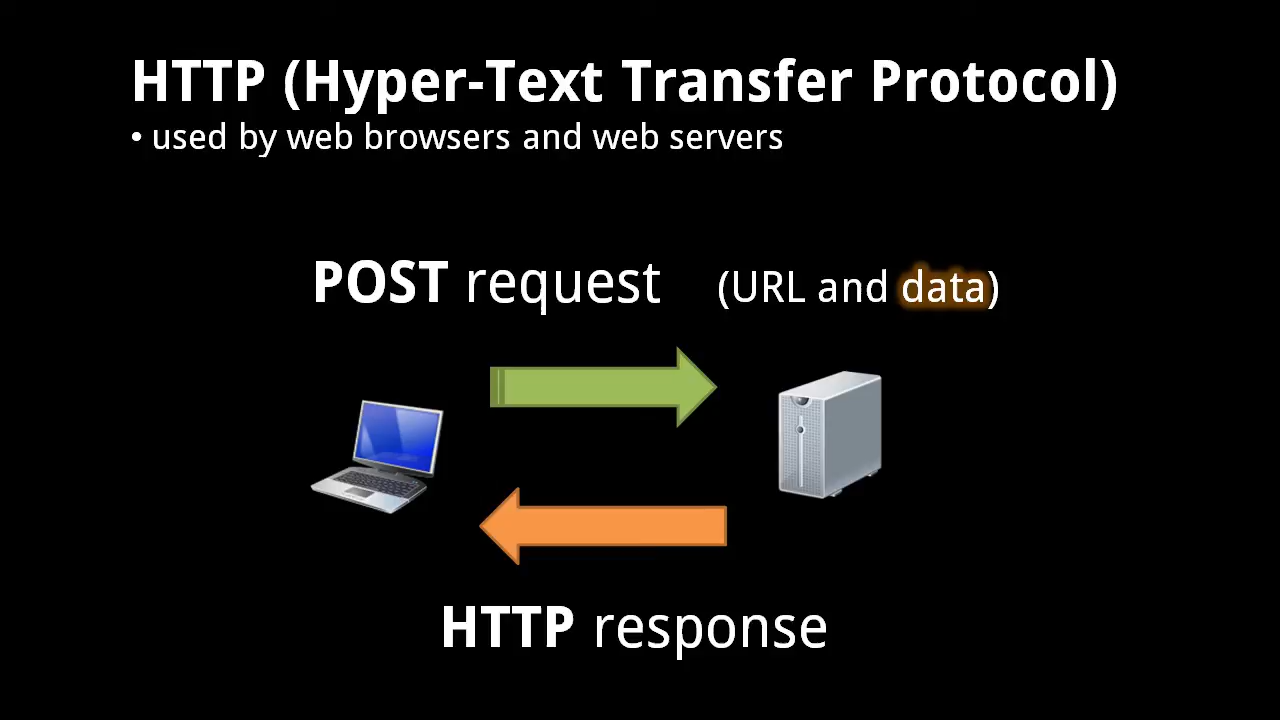 HTTP (Hyper-Text Transfer Protocol)
• used by web browsers and web servers
POST request (URL and data)
HTTP response